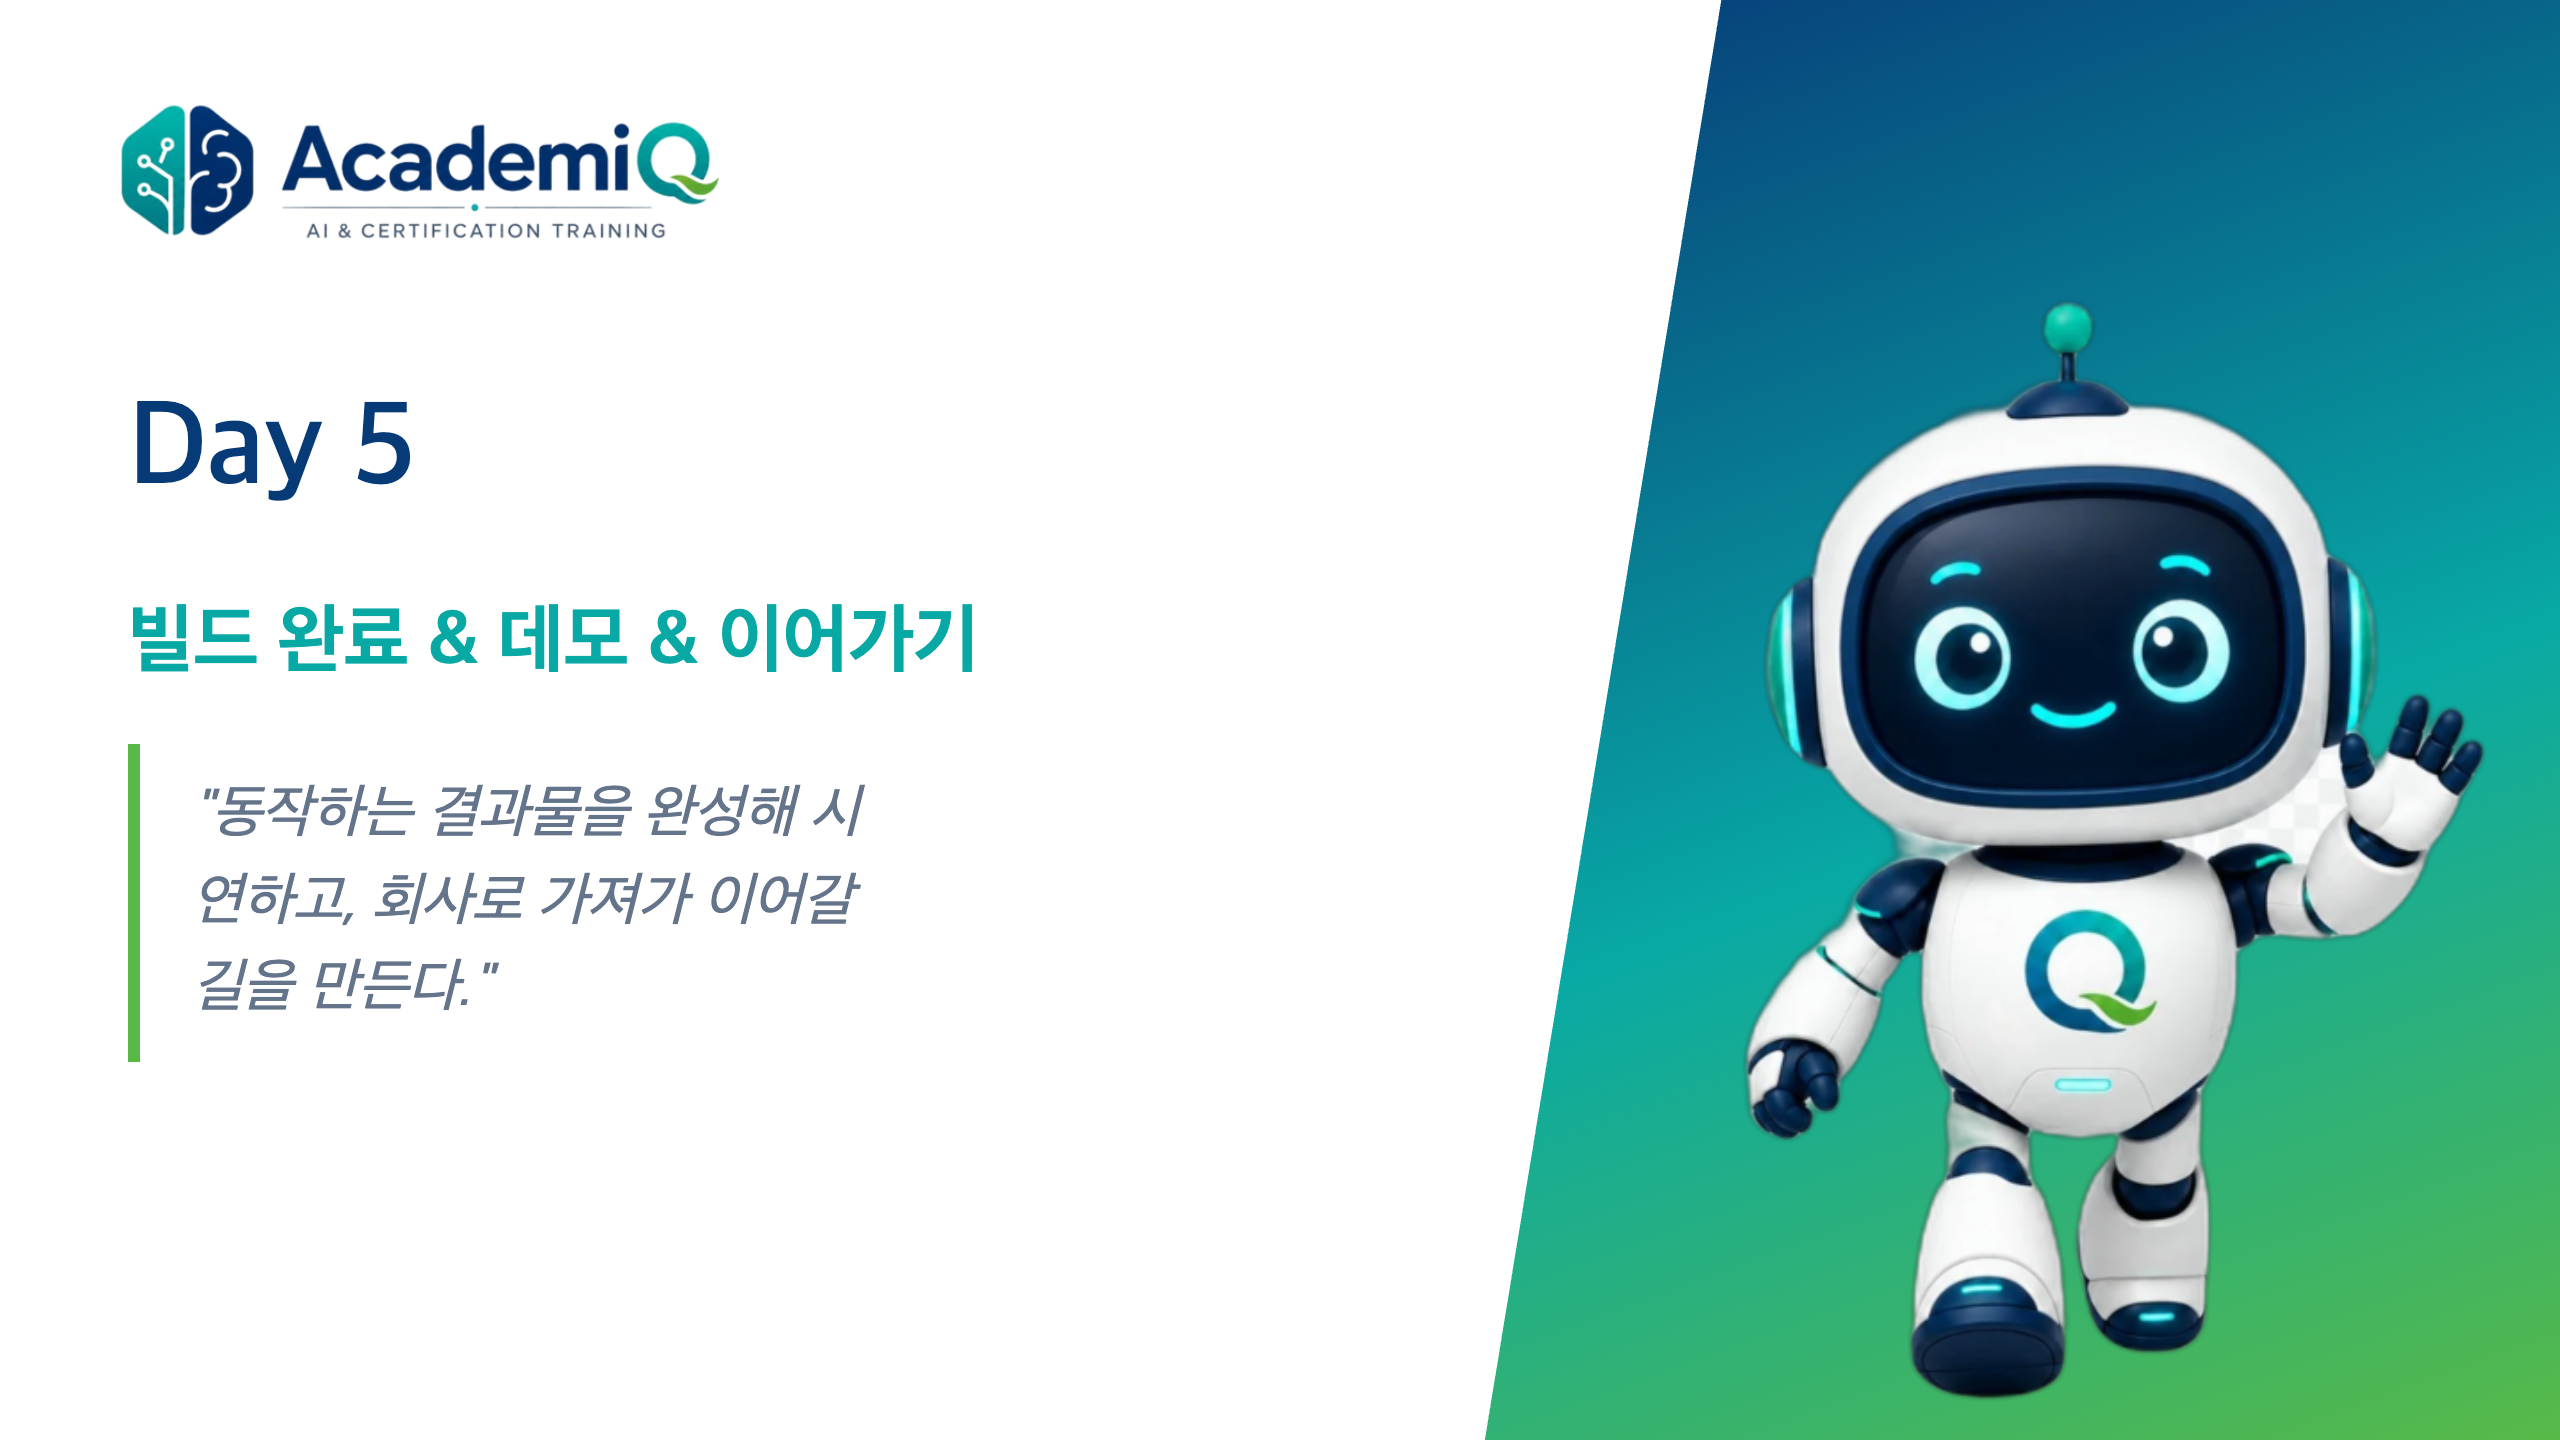 AcademiQ
AI & CERTIFICATION TRAINING
Day 5
빌드 완료 & 데모 & 이어가기
"동작하는 결과물을 완성해 시
연하고, 회사로 가져가 이어갈
길을 만든다."
Q